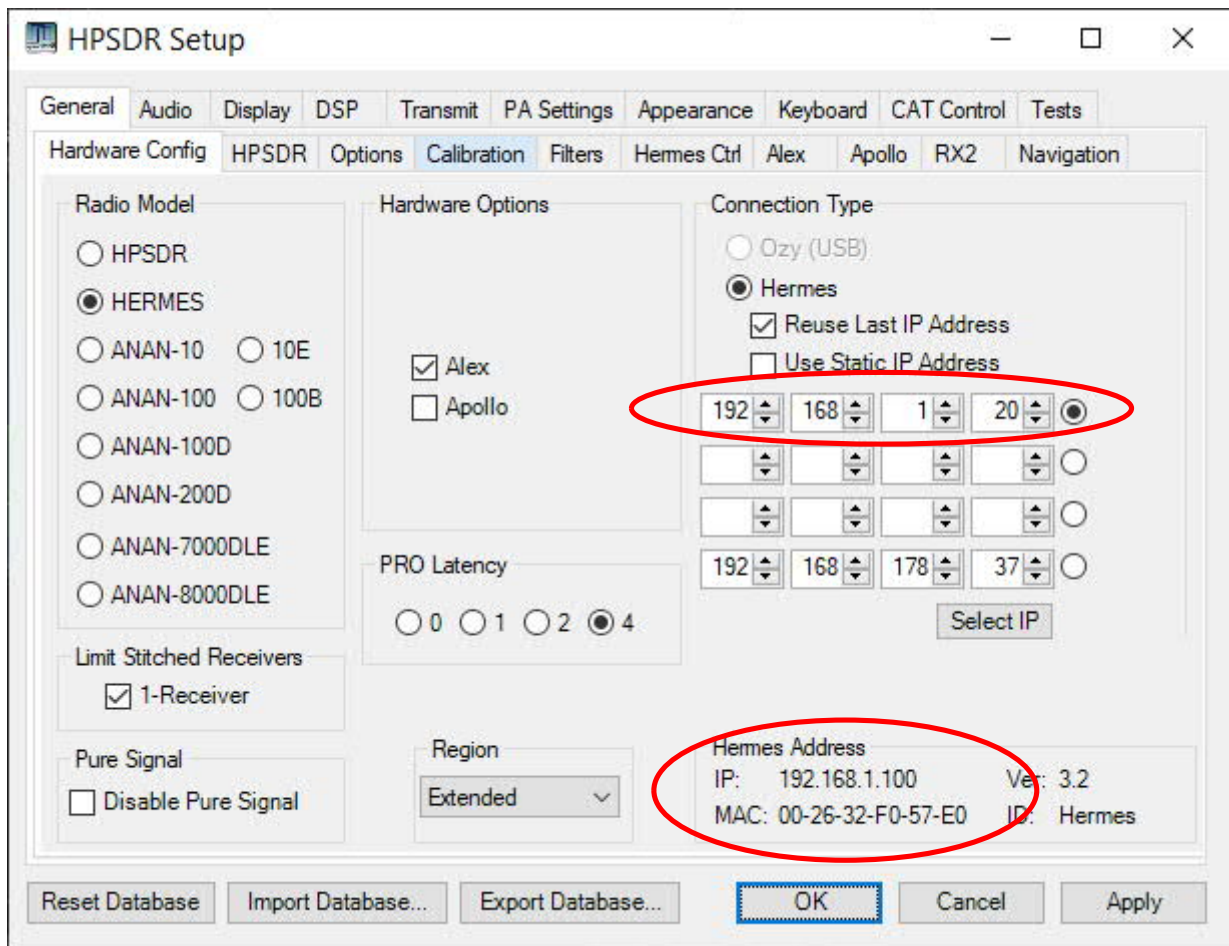 HPSDR Setup
General Audio Display DSP Transmit PA Settings Appearance Keyboard CAT Control Tests
Hardware Config HPSDR Options Calibration Filters Hermes Ctrl Alex Apollo RX2 Navigation
Radio Model
HPSDR
HERMES
ANAN-10 10E
ANAN-100 100B
ANAN-100D
ANAN-200D
ANAN-7000DLE
ANAN-8000DLE
Limit Stitched Receivers
1-Receiver
Pure Signal
Disable Pure Signal
Hardware Options
Alex
Apollo
PRO Latency
0 1 2 4
Region
Extended
Connection Type
Ozy (USB)
Hermes
Reuse Last IP Address
Use Static IP Address
192 168 1 20
192 168 178 37
Select IP
Hermes Address
IP: 192.168.1.100 Ver: 3.2
MAC: 00-26-32-F0-57-E0 ID: Hermes
Reset Database Import Database... Export Database... OK Cancel Apply